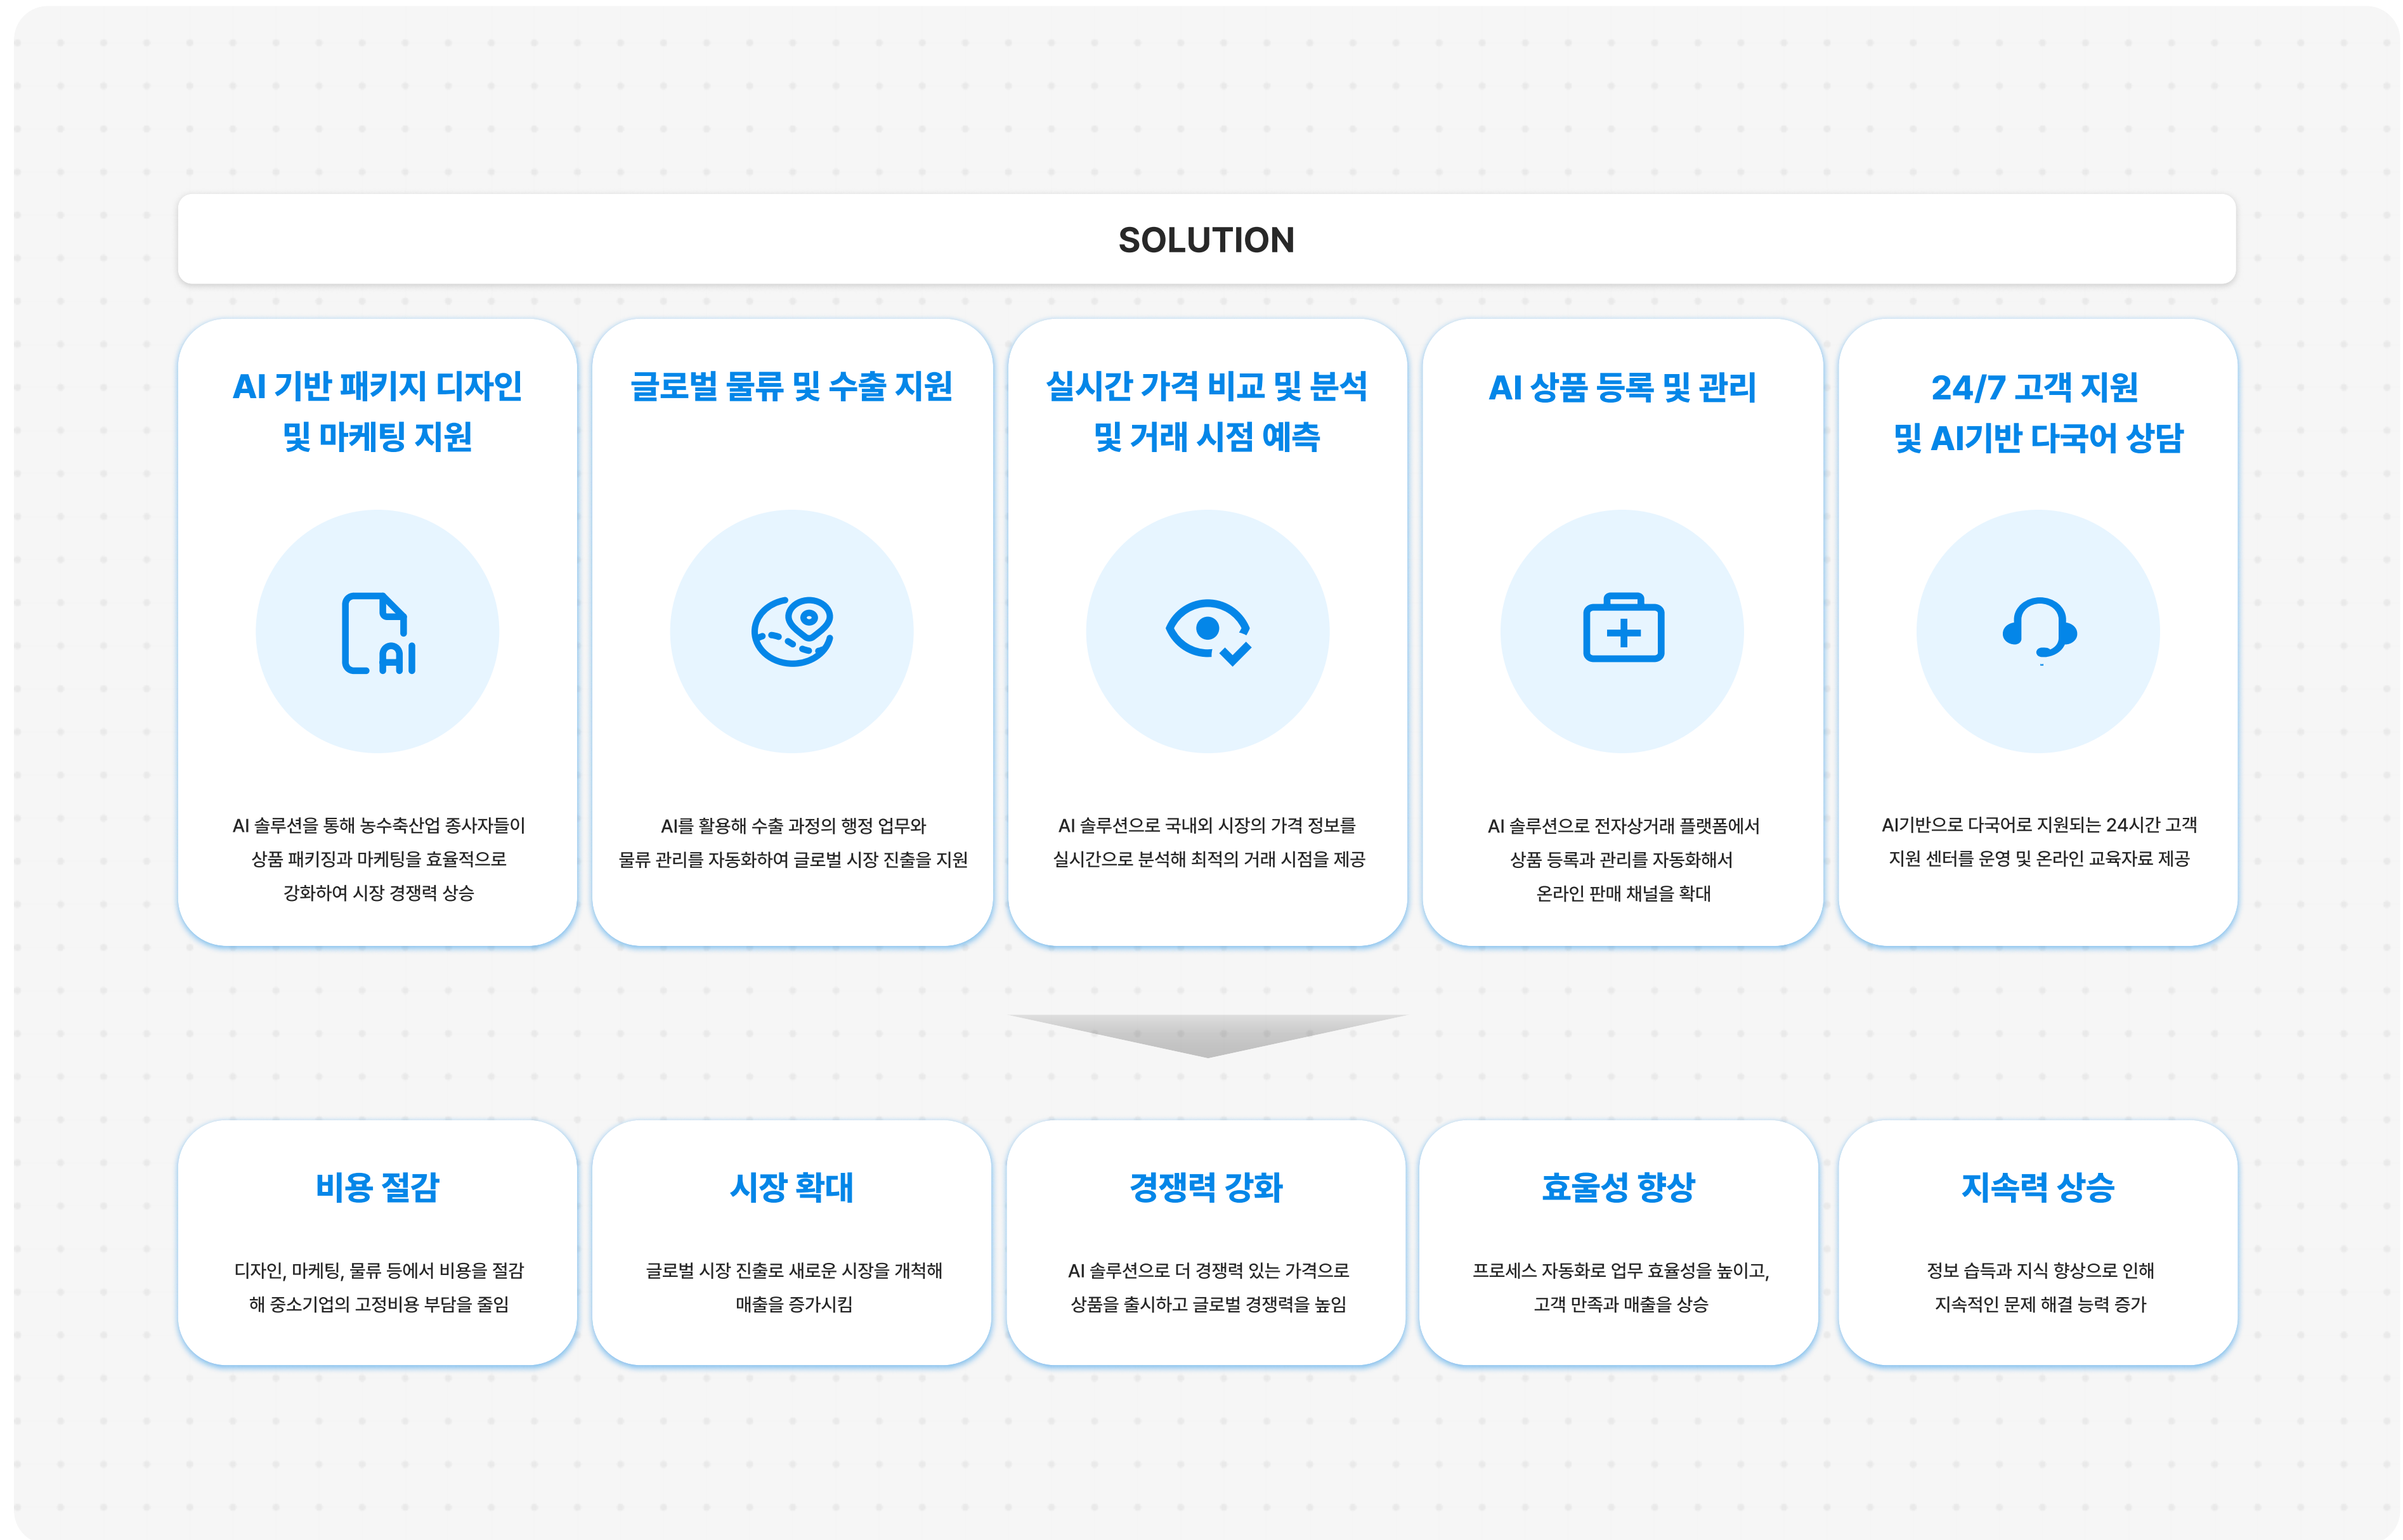 SOLUTION
AI 기반 패키지 디자인
및 마케팅 지원
AI
AI 솔루션을 통해 농수축산업 종사자들이
상품 패키징과 마케팅을 효율적으로
강화하여 시장 경쟁력 상승
글로벌 물류 및 수출 지원
AI를 활용해 수출 과정의 행정 업무와
물류 관리를 자동화하여 글로벌 시장 진출을 지원
실시간 가격 비교 및 분석
및 거래 시점 예측
AI 솔루션으로 국내외 시장의 가격 정보를
실시간으로 분석해 최적의 거래 시점을 제공
AI 상품 등록 및 관리
AI 솔루션으로 전자상거래 플랫폼에서
상품 등록과 관리를 자동화해서
온라인 판매 채널을 확대
24/7 고객 지원
및 AI기반 다국어 상담
AI기반으로 다국어로 지원되는 24시간 고객
지원 센터를 운영 및 온라인 교육자료 제공
비용 절감
디자인, 마케팅, 물류 등에서 비용을 절감
해 중소기업의 고정비용 부담을 줄임
시장 확대
글로벌 시장 진출로 새로운 시장을 개척해
매출을 증가시킴
경쟁력 강화
AI 솔루션으로 더 경쟁력 있는 가격으로
상품을 출시하고 글로벌 경쟁력을 높임
효율성 향상
프로세스 자동화로 업무 효율성을 높이고,
고객 만족과 매출을 상승
지속력 상승
정보 습득과 지식 향상으로 인해
지속적인 문제 해결 능력 증가